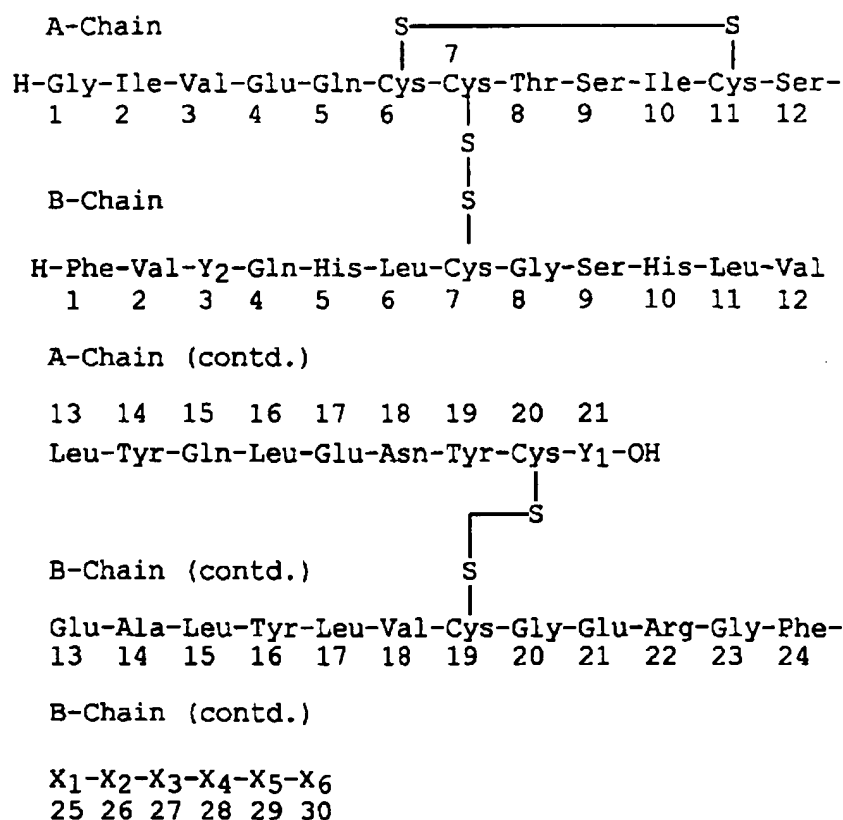 A-Chain
S S
7
H-Gly-Ile-Val-Glu-Gln-Cys-Cys-Thr-Ser-Ile-Cys-Ser-
1 2 3 4 5 6 8 9 10 11 12
S
B-Chain S
H-Phe-Val-Y2-Gln-His-Leu-Cys-Gly-Ser-His-Leu-Val
1 2 3 4 5 6 7 8 9 10 11 12
A-Chain (contd.)
13 14 15 16 17 18 19 20 21
Leu-Tyr-Gln-Leu-Glu-Asn-Tyr-Cys-Y1-OH
S
B-Chain (contd.) S
Glu-Ala-Leu-Tyr-Leu-Val-Cys-Gly-Glu-Arg-Gly-Phe-
13 14 15 16 17 18 19 20 21 22 23 24
B-Chain (contd.)
X1-X2-X3-X4-X5-X6
25 26 27 28 29 30